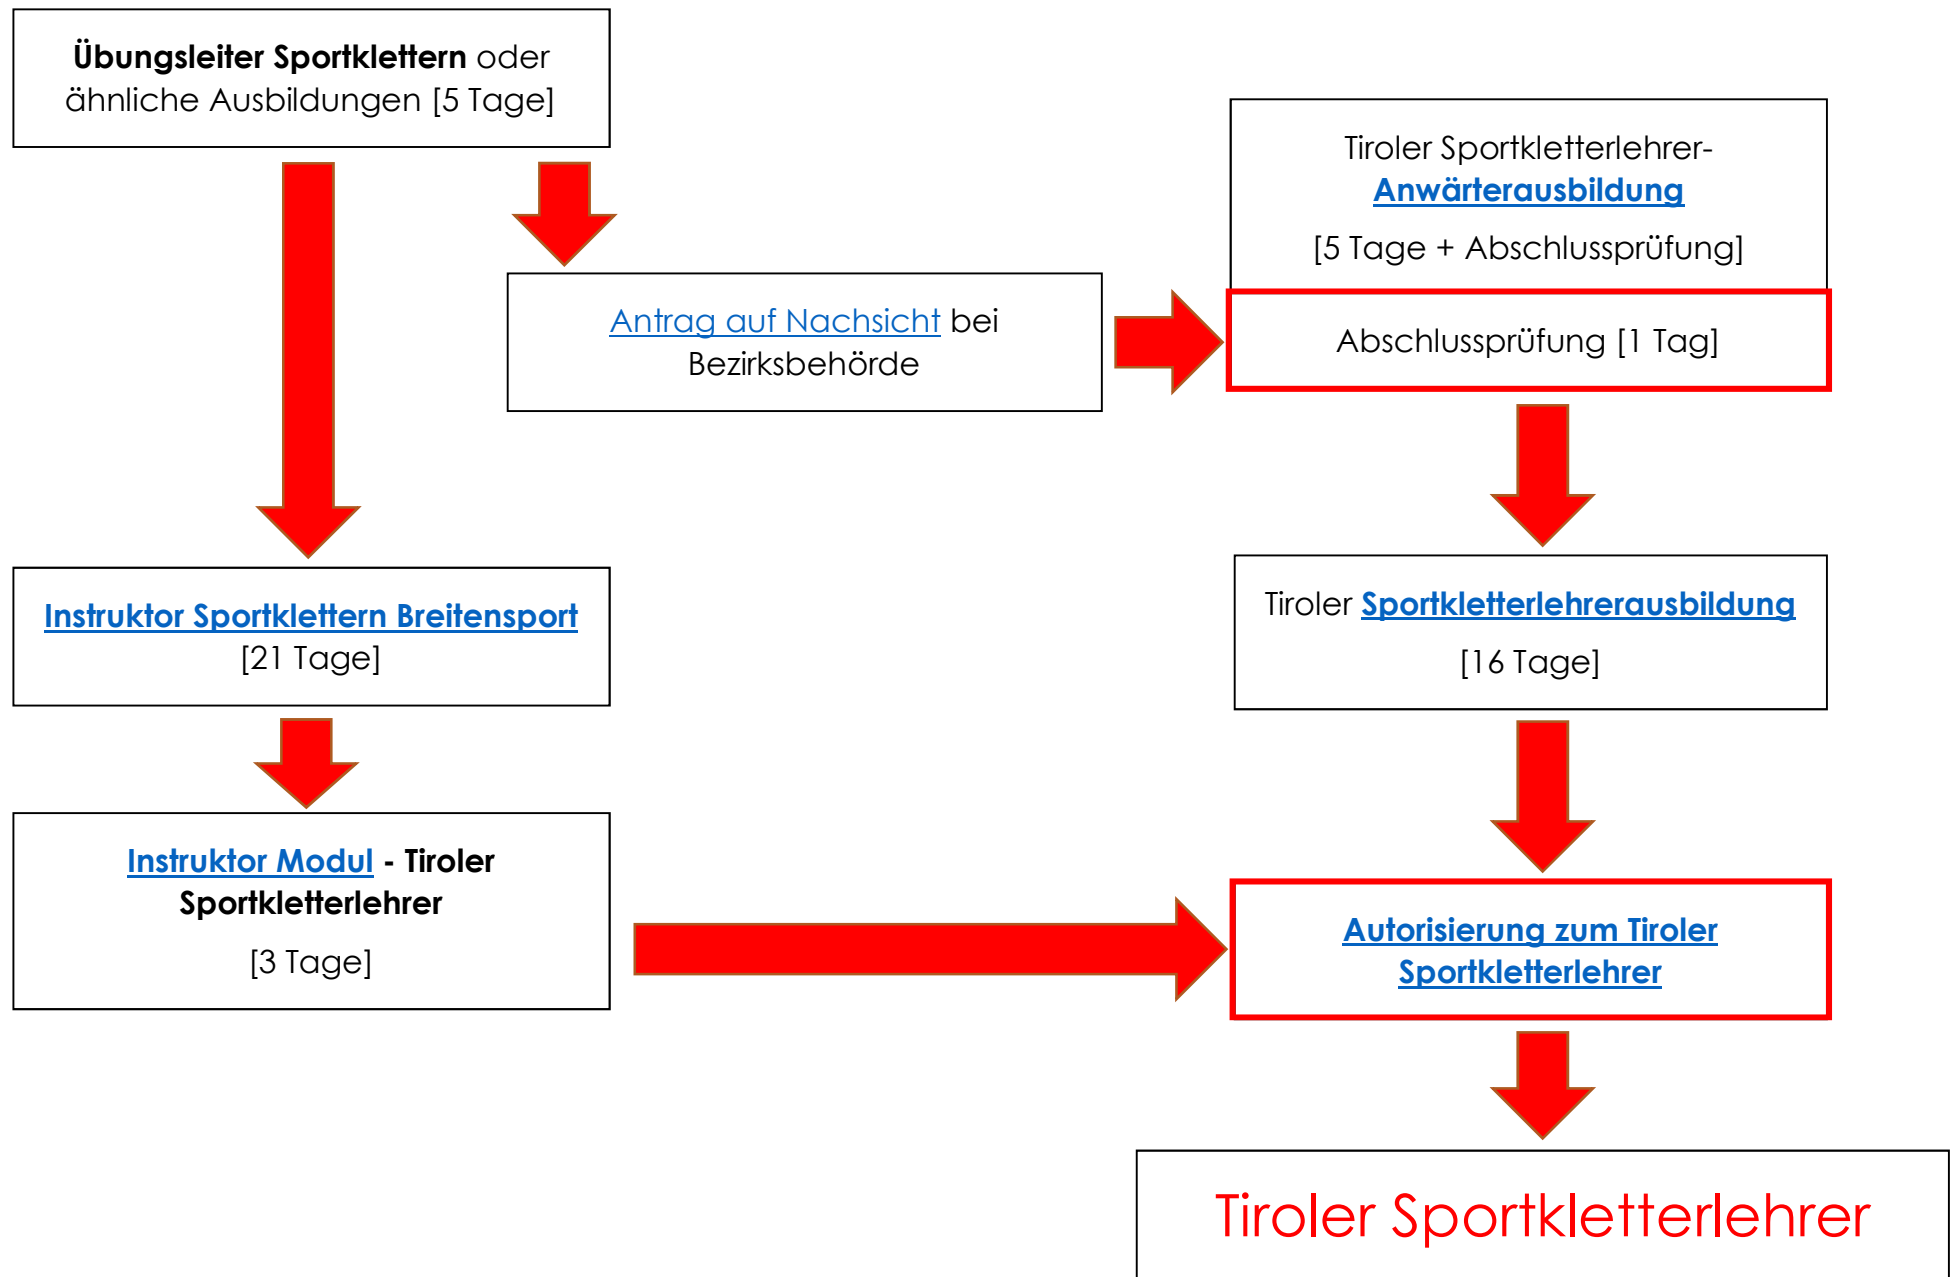 Übungsleiter Sportklettern oder
ähnliche Ausbildungen [5 Tage]
Tiroler Sportkletterlehrer-
Anwärterausbildung
[5 Tage + Abschlussprüfung]
Antrag auf Nachsicht bei
Bezirksbehörde
Abschlussprüfung [1 Tag]
Instruktor Sportklettern Breitensport
[21 Tage]
Tiroler Sportkletterlehrerausbildung
[16 Tage]
Instruktor Modul - Tiroler
Sportkletterlehrer
[3 Tage]
Autorisierung zum Tiroler
Sportkletterlehrer
Tiroler Sportkletterlehrer